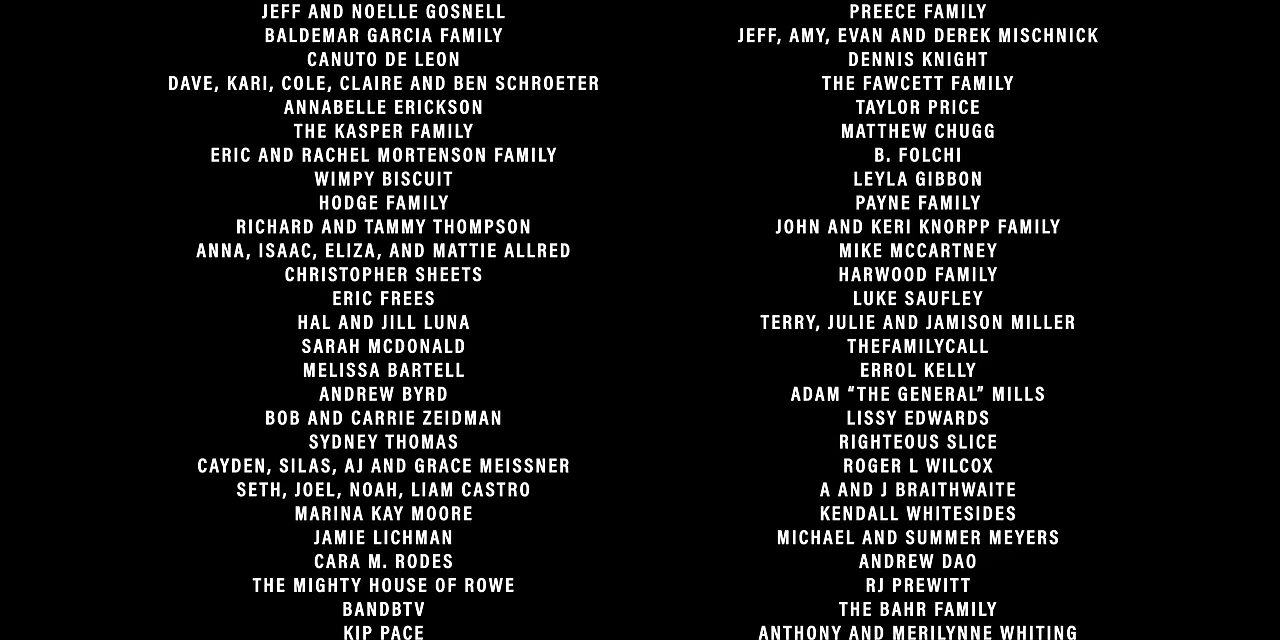 JEFF AND NOELLE GOSNELL
BALDEMAR GARCIA FAMILY
CANUTO DE LEON
DAVE, KARI, COLE, CLAIRE AND BEN SCHROETER
ANNABELLE ERICKSON
THE KASPER FAMILY
ERIC AND RACHEL MORTENSON FAMILY
WIMPY BISCUIT
HODGE FAMILY
RICHARD AND TAMMY THOMPSON
ANNA, ISAAC, ELIZA, AND MATTIE ALLRED
CHRISTOPHER SHEETS
ERIC FREES
HAL AND JILL LUNA
SARAH MCDONALD
MELISSA BARTELL
ANDREW BYRD
BOB AND CARRIE ZEIDMAN
SYDNEY THOMAS
CAYDEN, SILAS, AJ AND GRACE MEISSNER
SETH, JOEL, NOAH, LIAM CASTRO
MARINA KAY MOORE
JAMIE LICHMAN
CARA M. RODES
THE MIGHTY HOUSE OF ROWE
BANDBTV
KIP PACE
PREECE FAMILY
JEFF, AMY, EVAN AND DEREK MISCHNICK
DENNIS KNIGHT
THE FAWCETT FAMILY
TAYLOR PRICE
MATTHEW CHUGG
B. FOLCHI
LEYLA GIBBON
PAYNE FAMILY
JOHN AND KERI KNORPP FAMILY
MIKE MCCARTNEY
HARWOOD FAMILY
LUKE SAUFLEY
TERRY, JULIE AND JAMISON MILLER
THEFAMILYCALL
ERROL KELLY
ADAM “THE GENERAL” MILLS
LISSY EDWARDS
RIGHTEOUS SLICE
ROGER L WILCOX
A AND J BRAITHWAITE
KENDALL WHITESIDES
MICHAEL AND SUMMER MEYERS
ANDREW DAO
RJ PREWITT
THE BAHR FAMILY
ANTHONY AND MERILYNNE WHITING